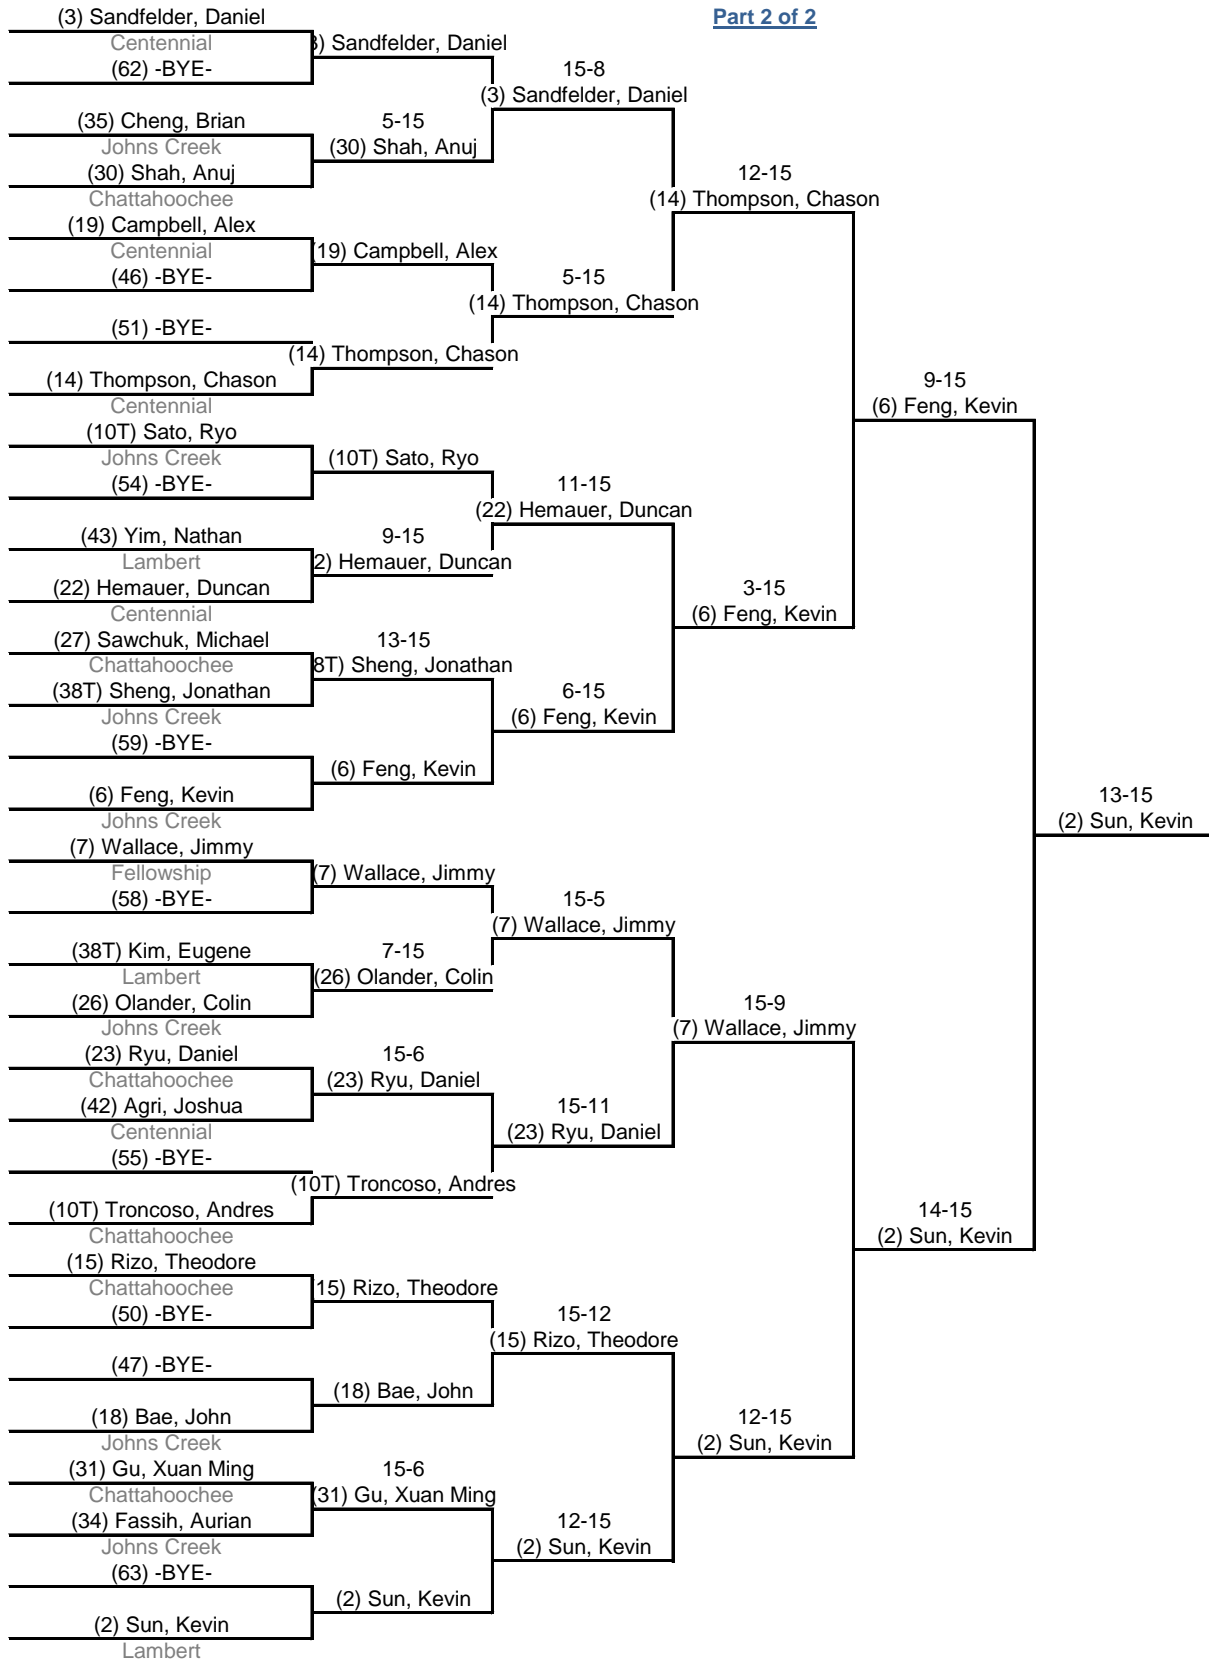 Part 2 of 2
(3) Sandfelder, Daniel
Centennial
(62) -BYE-
(35) Cheng, Brian
Johns Creek
(30) Shah, Anuj
Chattahoochee
(19) Campbell, Alex
Centennial
(46) -BYE-
(51) -BYE-
(14) Thompson, Chason
Centennial
(10T) Sato, Ryo
Johns Creek
(54) -BYE-
(43) Yim, Nathan
Lambert
(22) Hemauer, Duncan
Centennial
(27) Sawchuk, Michael
Chattahoochee
(38T) Sheng, Jonathan
Johns Creek
(59) -BYE-
(6) Feng, Kevin
Johns Creek
(7) Wallace, Jimmy
Fellowship
(58) -BYE-
(38T) Kim, Eugene
Lambert
(26) Olander, Colin
Johns Creek
(23) Ryu, Daniel
Chattahoochee
(42) Agri, Joshua
Centennial
(55) -BYE-
(10T) Troncoso, Andres
Chattahoochee
(15) Rizo, Theodore
Chattahoochee
(50) -BYE-
(47) -BYE-
(18) Bae, John
Johns Creek
(31) Gu, Xuan Ming
Chattahoochee
(34) Fassih, Aurian
Johns Creek
(63) -BYE-
(2) Sun, Kevin
Lambert
3) Sandfelder, Daniel
5-15
(30) Shah, Anuj
(19) Campbell, Alex
(14) Thompson, Chason
(10T) Sato, Ryo
9-15
2) Hemauer, Duncan
13-15
8T) Sheng, Jonathan
(6) Feng, Kevin
(7) Wallace, Jimmy
7-15
(26) Olander, Colin
15-6
(23) Ryu, Daniel
(10T) Troncoso, Andres
15) Rizo, Theodore
(18) Bae, John
15-6
(31) Gu, Xuan Ming
(2) Sun, Kevin
15-8
(3) Sandfelder, Daniel
5-15
(14) Thompson, Chason
11-15
(22) Hemauer, Duncan
6-15
(6) Feng, Kevin
15-5
(7) Wallace, Jimmy
15-11
(23) Ryu, Daniel
15-12
(15) Rizo, Theodore
12-15
(2) Sun, Kevin
12-15
(14) Thompson, Chason
3-15
(6) Feng, Kevin
15-9
(7) Wallace, Jimmy
12-15
(2) Sun, Kevin
9-15
(6) Feng, Kevin
14-15
(2) Sun, Kevin
13-15
(2) Sun, Kevin